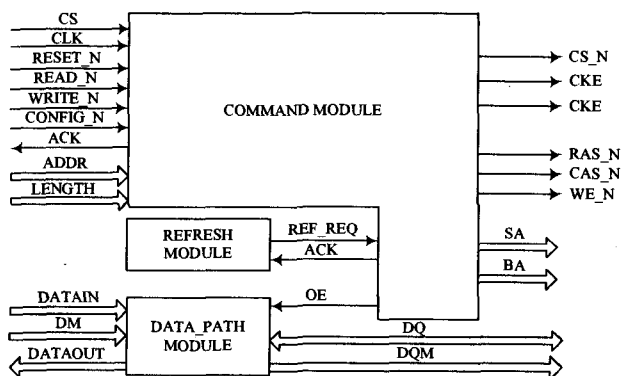 CS
CLK
RESET_N
READ_N
WRITE_N
CONFIG_N
ACK
ADDR
LENGTH
COMMAND MODULE
CS_N
CKE
CKE
RAS_N
CAS_N
WE_N
SA
BA
REFRESH
MODULE
REF_REQ
ACK
OE
DATAIN
DM
DATAOUT
DATA_PATH
MODULE
DQ
DQM